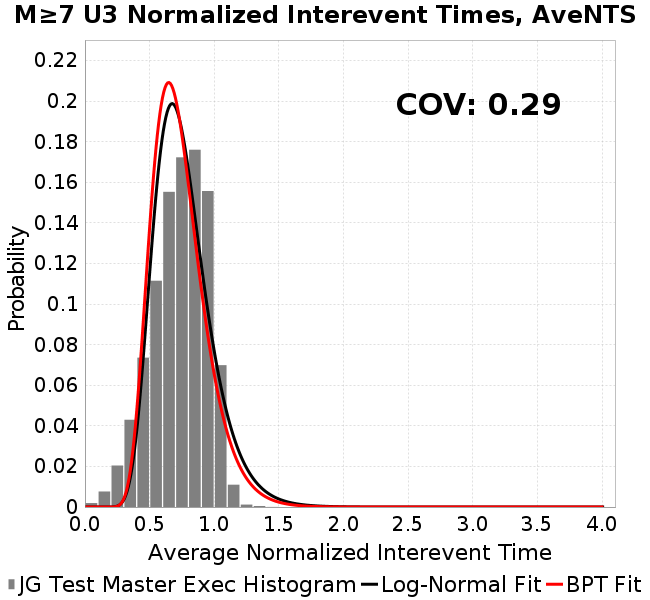 M≥7 U3 Normalized Interevent Times, AveNTS
COV: 0.29
Probability
0.22
0.2
0.18
0.16
0.14
0.12
0.1
0.08
0.06
0.04
0.02
0
0.0 0.5 1.0 1.5 2.0 2.5 3.0 3.5 4.0
Average Normalized Interevent Time
JG Test Master Exec Histogram Log-Normal Fit BPT Fit